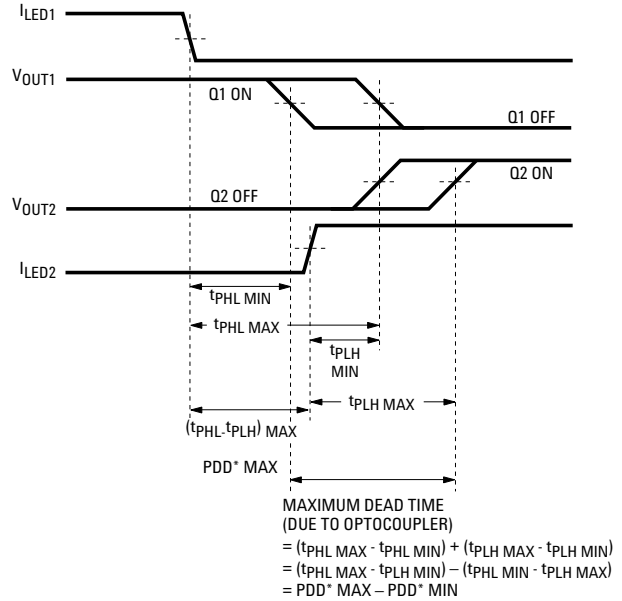 ILED1
VOUT1
Q1 ON
Q1 OFF
Q2 OFF
Q2 ON
VOUT2
ILED2
tPHL MIN
tPHL MAX
tPLH
MIN
tPLH MAX
(tPHL-tPLH) MAX
PDD* MAX
MAXIMUM DEAD TIME
(DUE TO OPTOCOUPLER)
= (tPHL MAX - tPHL MIN) + (tPLH MAX - tPLH MIN)
= (tPHL MAX - tPLH MIN) – (tPHL MIN - tPLH MAX)
= PDD* MAX – PDD* MIN